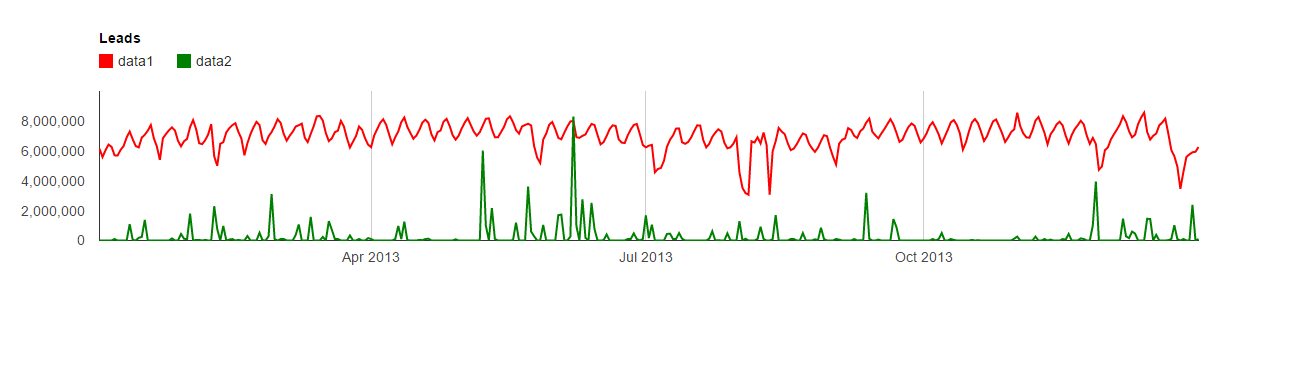 Leads
data1 data2
8,000,000
6,000,000
4,000,000
2,000,000
0
Apr 2013 Jul 2013 Oct 2013